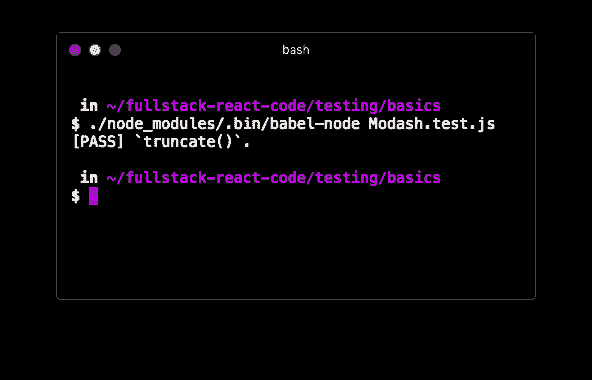 bash
in ~/fullstack-react-code/testing/basics
$ ./node_modules/.bin/babel-node Modash.test.js
[PASS] `truncate()`.
in ~/fullstack-react-code/testing/basics
$